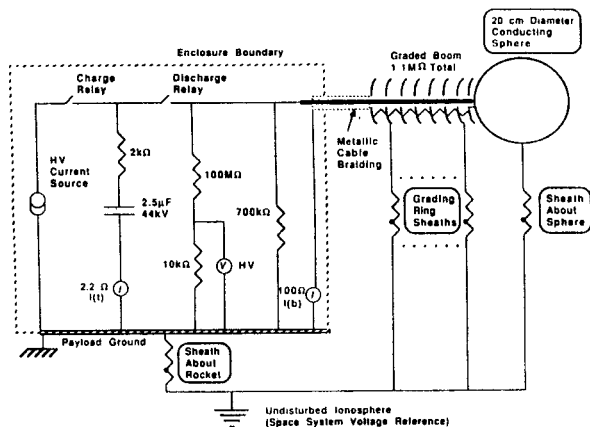 20 cm Diameter
Conducting
Sphere
Enclosure Boundary
Graded Boom
1.1MΩ Total
Charge
Relay
Discharge
Relay
Metallic
Cable
Braiding
HV
Current
Source
2kΩ
2.5μF
44kV
2.2 Ω
I(t)
I
100MΩ
10kΩ
V
HV
700kΩ
100Ω
I(b)
I
Grading
Ring
Sheaths
Sheath
About
Sphere
Payload Ground
Sheath
About
Rocket
Undisturbed Ionosphere
(Space System Voltage Reference)